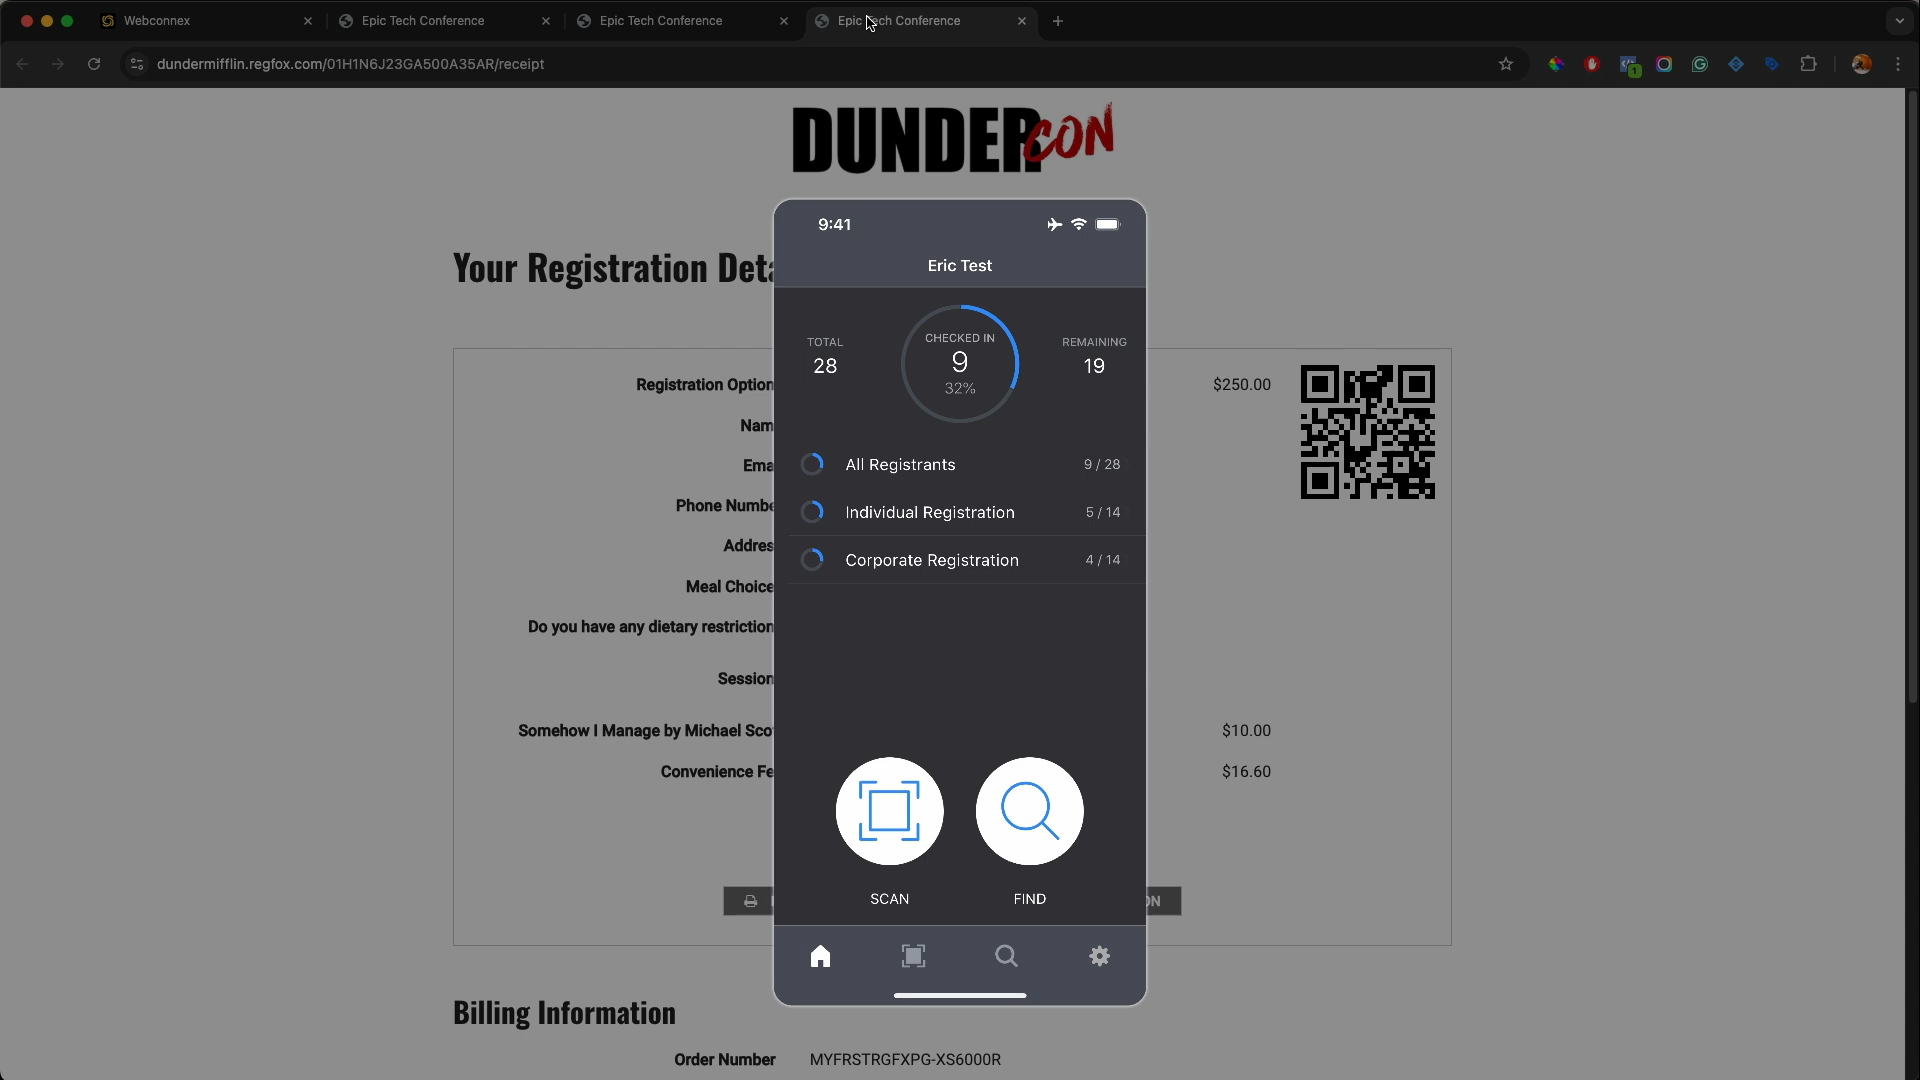 Webconnex
Epic Tech Conference
Epic Tech Conference
Epic Tech Conference
dundermifflin.regfox.com/01H1N6J23GA500A35AR/receipt
1
DUNDERCON
9:41
Eric Test
Your Registration Deta
TOTAL
28
CHECKED IN
9
32%
REMAINING
19
Registration Option
$250.00
Nam
Ema
All Registrants
9 / 28
Phone Numbe
Individual Registration
5 / 14
Addres
Corporate Registration
4 / 14
Meal Choice
Do you have any dietary restriction
Session
Somehow I Manage by Michael Sco
$10.00
Convenience Fe
$16.60
SCAN
FIND
ON
Billing Information
Order Number
MYFRSTRGFXPG-XS6000R